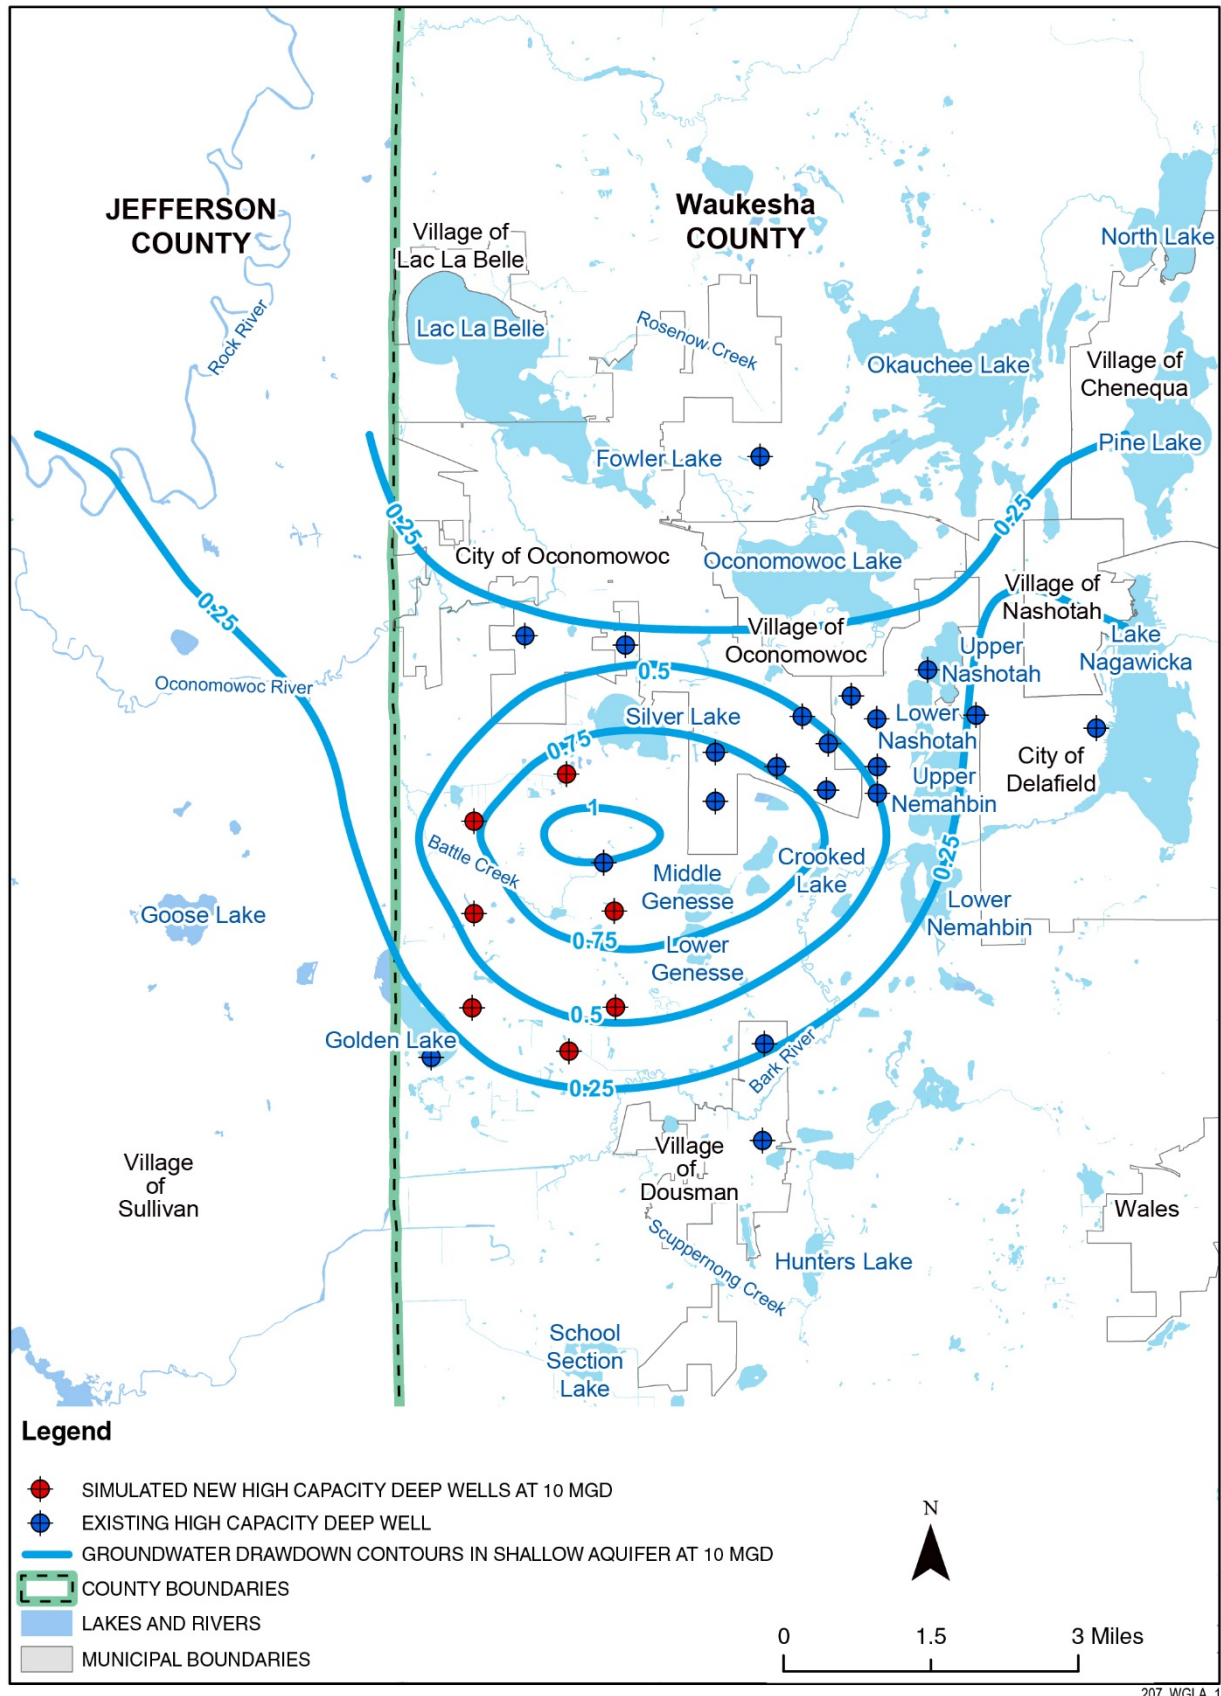 JEFFERSON
COUNTY
Waukesha
COUNTY
Village of
Lac La Belle
North Lake
Lac La Belle
Rosenow Creek
Rock River
Okauchee Lake
Village of
Chenequa
Pine Lake
Fowler Lake
0.25
0.25
City of Oconomowoc
Oconomowoc Lake
0.25
Village of
Nashotah
Village of
Oconomowoc
Upper
Nashotah
Lake
Nagawicka
Oconomowoc River
0.5
Silver Lake
Lower
Nashotah
0.75
City of
Delafield
Upper
Nemahbin
1
Battle Creek
Middle
Genesse
Crooked
Lake
0.25
Goose Lake
Lower
Nemahbin
0.75
Lower
Genesse
0.5
Golden Lake
Bark River
0.25
Village
of
Sullivan
Village
of
Dousman
Wales
Scuppernong Creek
Hunters Lake
School
Section
Lake
Legend
SIMULATED NEW HIGH CAPACITY DEEP WELLS AT 10 MGD
EXISTING HIGH CAPACITY DEEP WELL
GROUNDWATER DRAWDOWN CONTOURS IN SHALLOW AQUIFER AT 10 MGD
COUNTY BOUNDARIES
LAKES AND RIVERS
MUNICIPAL BOUNDARIES
N
0 1.5 3 Miles
207_WGLA_1